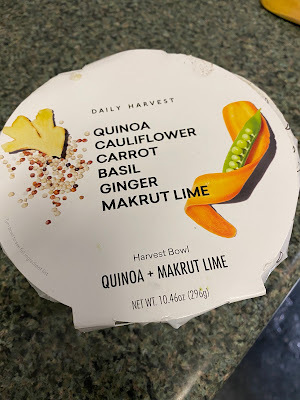 DAILY HARVEST
QUINOA
CAULIFLOWER
CARROT
BASIL
GINGER
MAKRUT LIME
Harvest Bowl
QUINOA + MAKRUT LIME
NET WT. 10.46oz (296g)